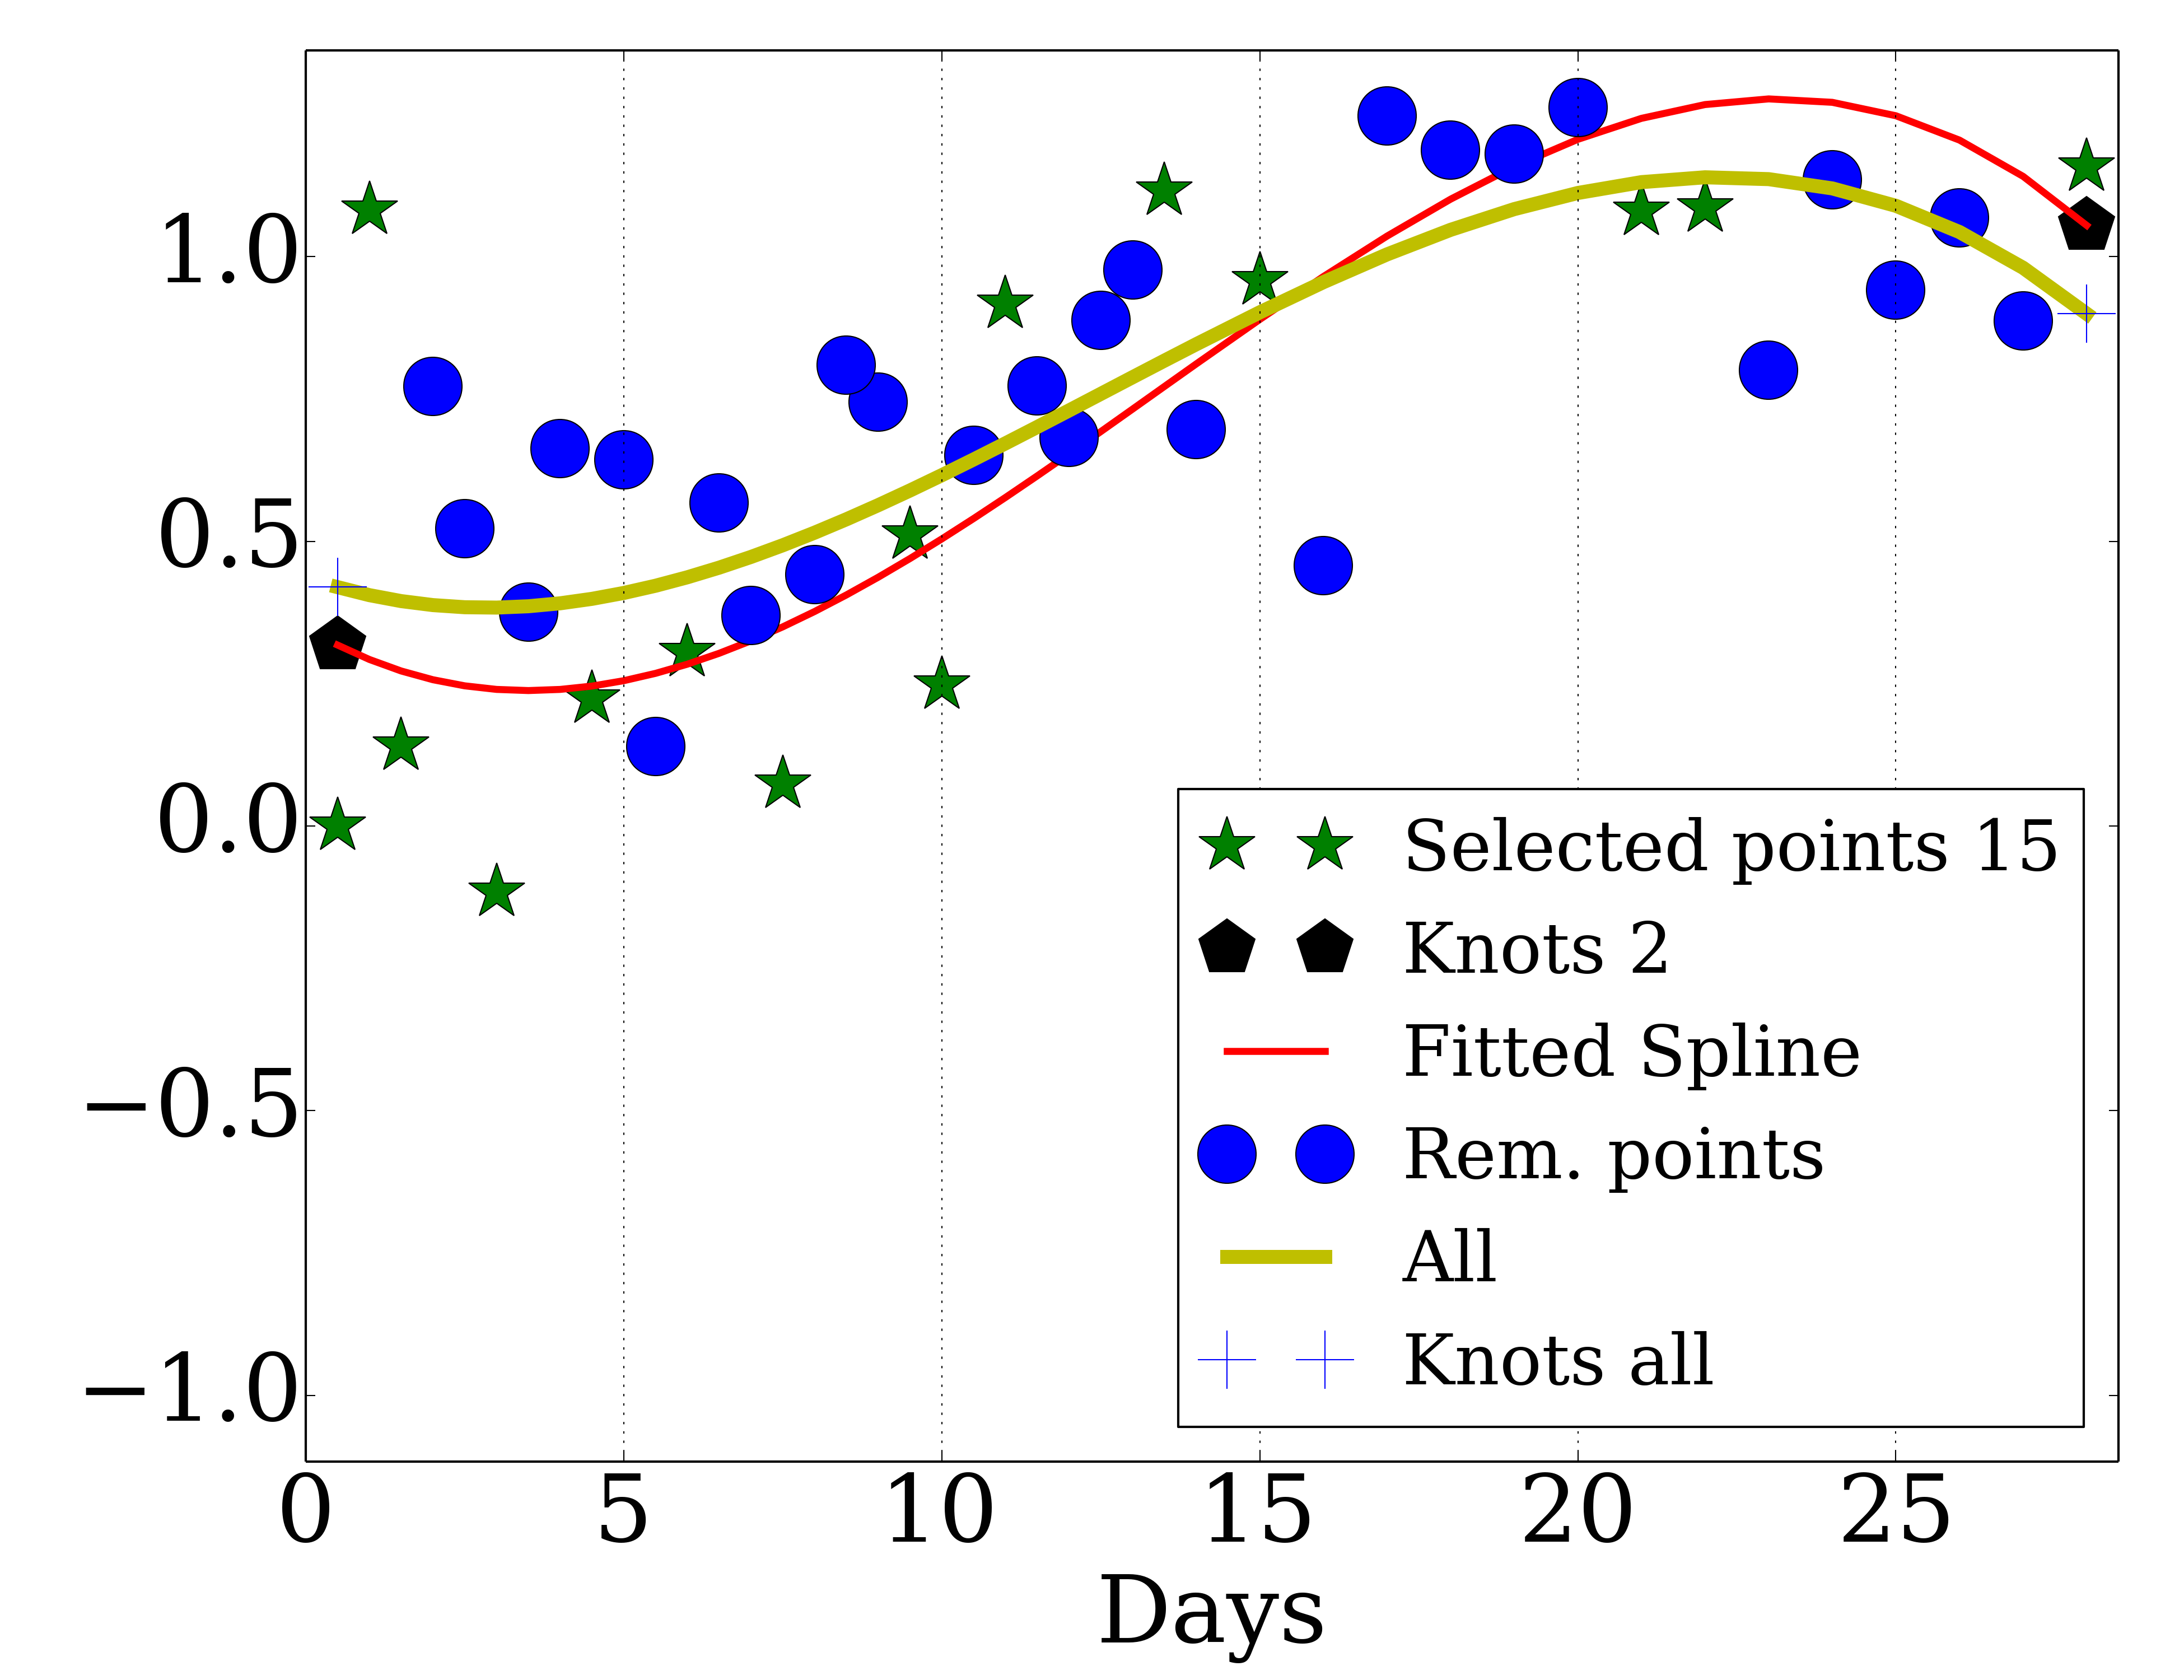 1.0
0.5
0.0
−0.5
−1.0
Selected points 15
Knots 2
Fitted Spline
Rem. points
All
Knots all
0 5 10 15 20 25
Days